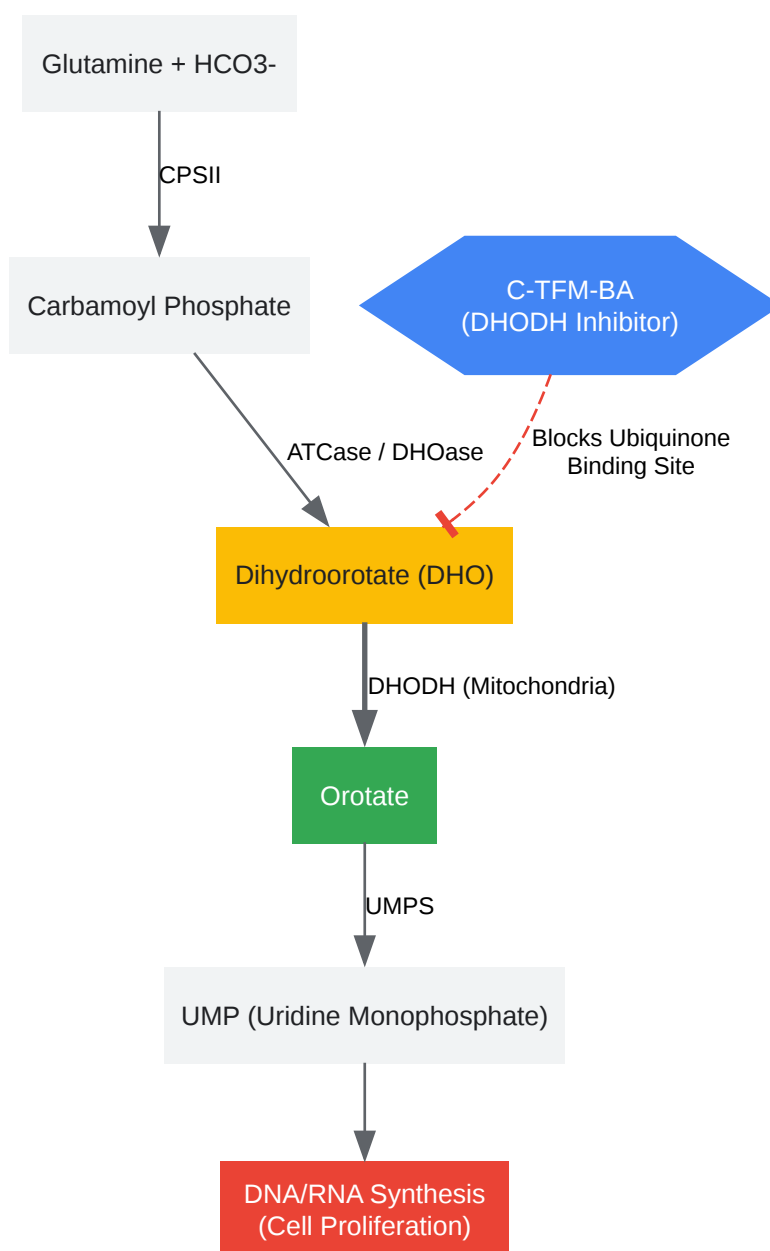 Glutamine + HCO3-
CPSII
Carbamoyl Phosphate
C-TFM-BA
(DHODH Inhibitor)
ATCase / DHOase
Blocks Ubiquinone
Binding Site
Dihydroorotate (DHO)
DHODH (Mitochondria)
Orotate
UMPS
UMP (Uridine Monophosphate)
DNA/RNA Synthesis
(Cell Proliferation)